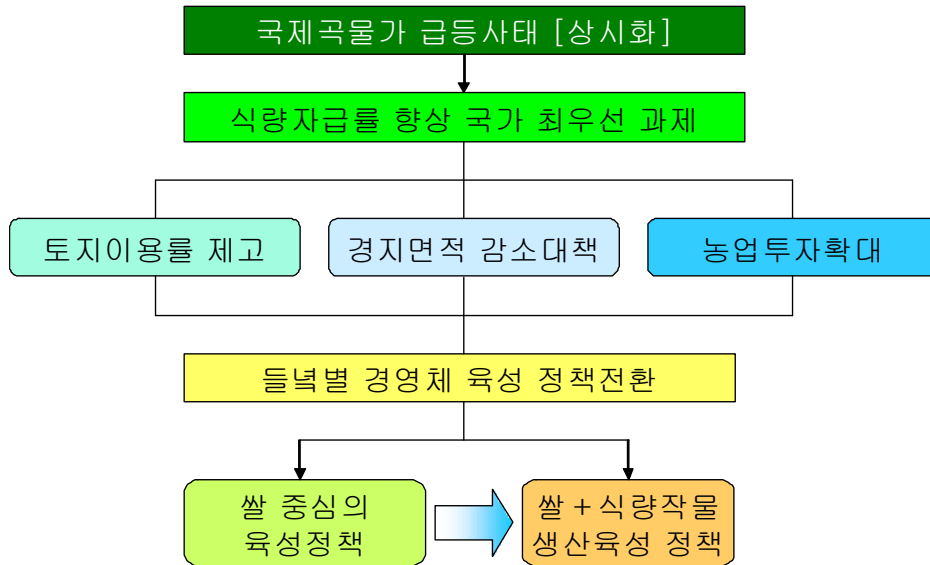 국제곡물가 급등사태 [상시화]
식량자급률 향상 국가 최우선 과제
토지이용률 제고
경지면적 감소대책
농업투자확대
들녘별 경영체 육성 정책전환
쌀 중심의
육성정책
쌀+식량작물
생산육성 정책